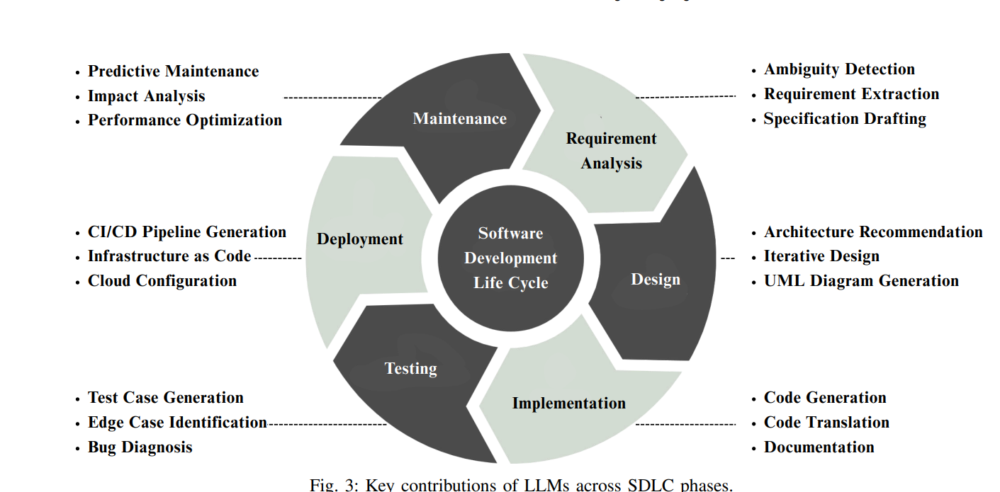 • Predictive Maintenance
• Impact Analysis
• Performance Optimization
Maintenance
• Ambiguity Detection
• Requirement Extraction
• Specification Drafting
Requirement
Analysis
• CI/CD Pipeline Generation
• Infrastructure as Code
• Cloud Configuration
Deployment
Software
Development
Life Cycle
Design
• Architecture Recommendation
• Iterative Design
• UML Diagram Generation
• Test Case Generation
• Edge Case Identification
• Bug Diagnosis
Testing
Implementation
• Code Generation
• Code Translation
• Documentation
Fig. 3: Key contributions of LLMs across SDLC phases.